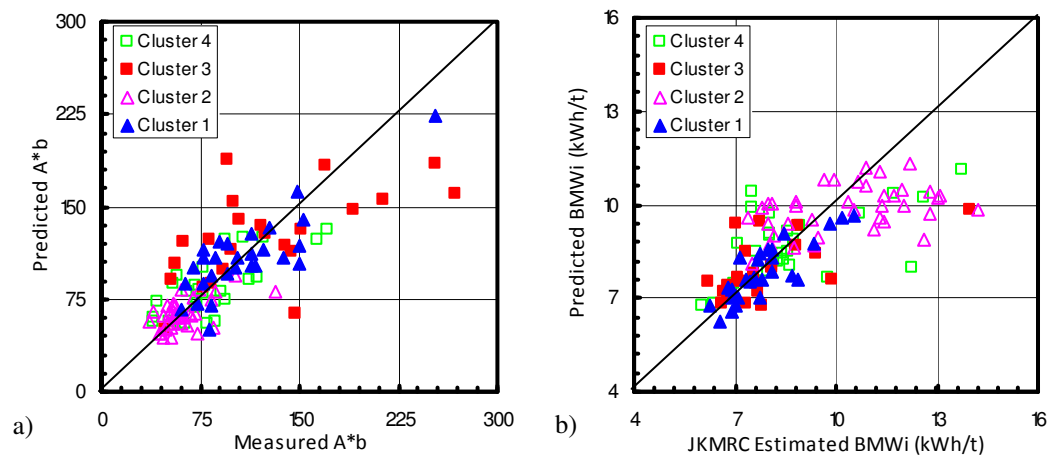 300
225
150
75
0
Predicted A*b
Cluster 4
Cluster 3
Cluster 2
Cluster 1
0 75 150 225 300
Measured A*b
a)
16
13
10
7
4
Predicted BMWi (kWh/t)
Cluster 4
Cluster 3
Cluster 2
Cluster 1
4 7 10 13 16
JKMRC Estimated BMWi (kWh/t)
b)